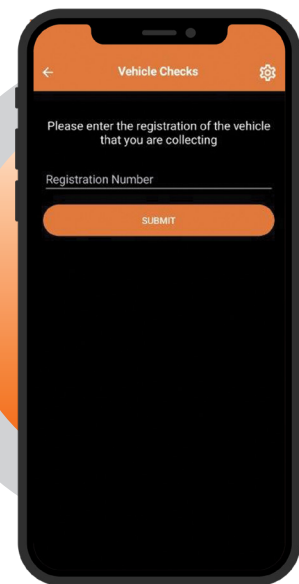 Vehicle Checks
Please enter the registration of the vehicle
that you are collecting
Registration Number
SUBMIT